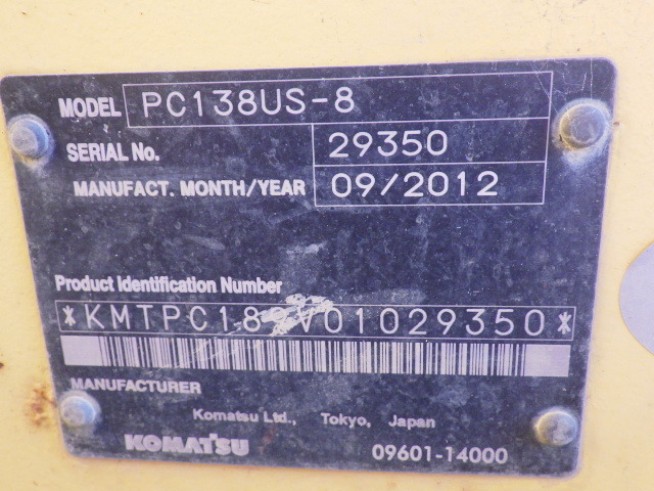 MODEL PC138US-8
SERIAL No. 29350
MANUFACT. MONTH/YEAR 09/2012
Product Identification Number
MANUFACTURER
Komatsu Ltd., Tokyo, Japan
KOMATSU 09601-14000